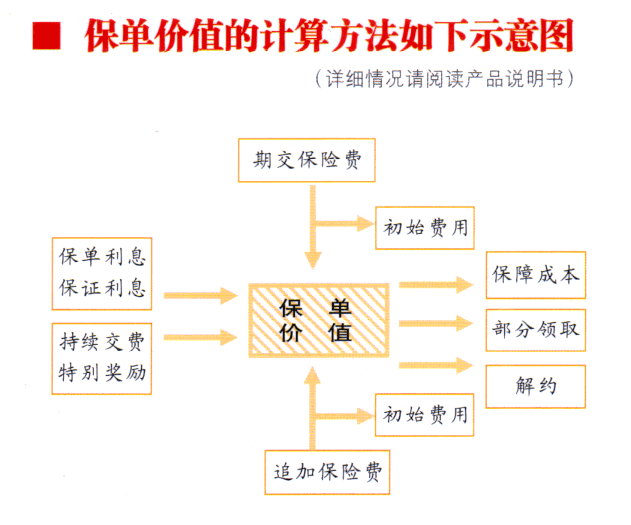 保单价值的计算方法如下示意图
（详细情况请阅读产品说明书）
期交保险费
初始费用
保单利息
保证利息
持续交费
特别奖励
保 单
价 值
保障成本
部分领取
解约
初始费用
追加保险费